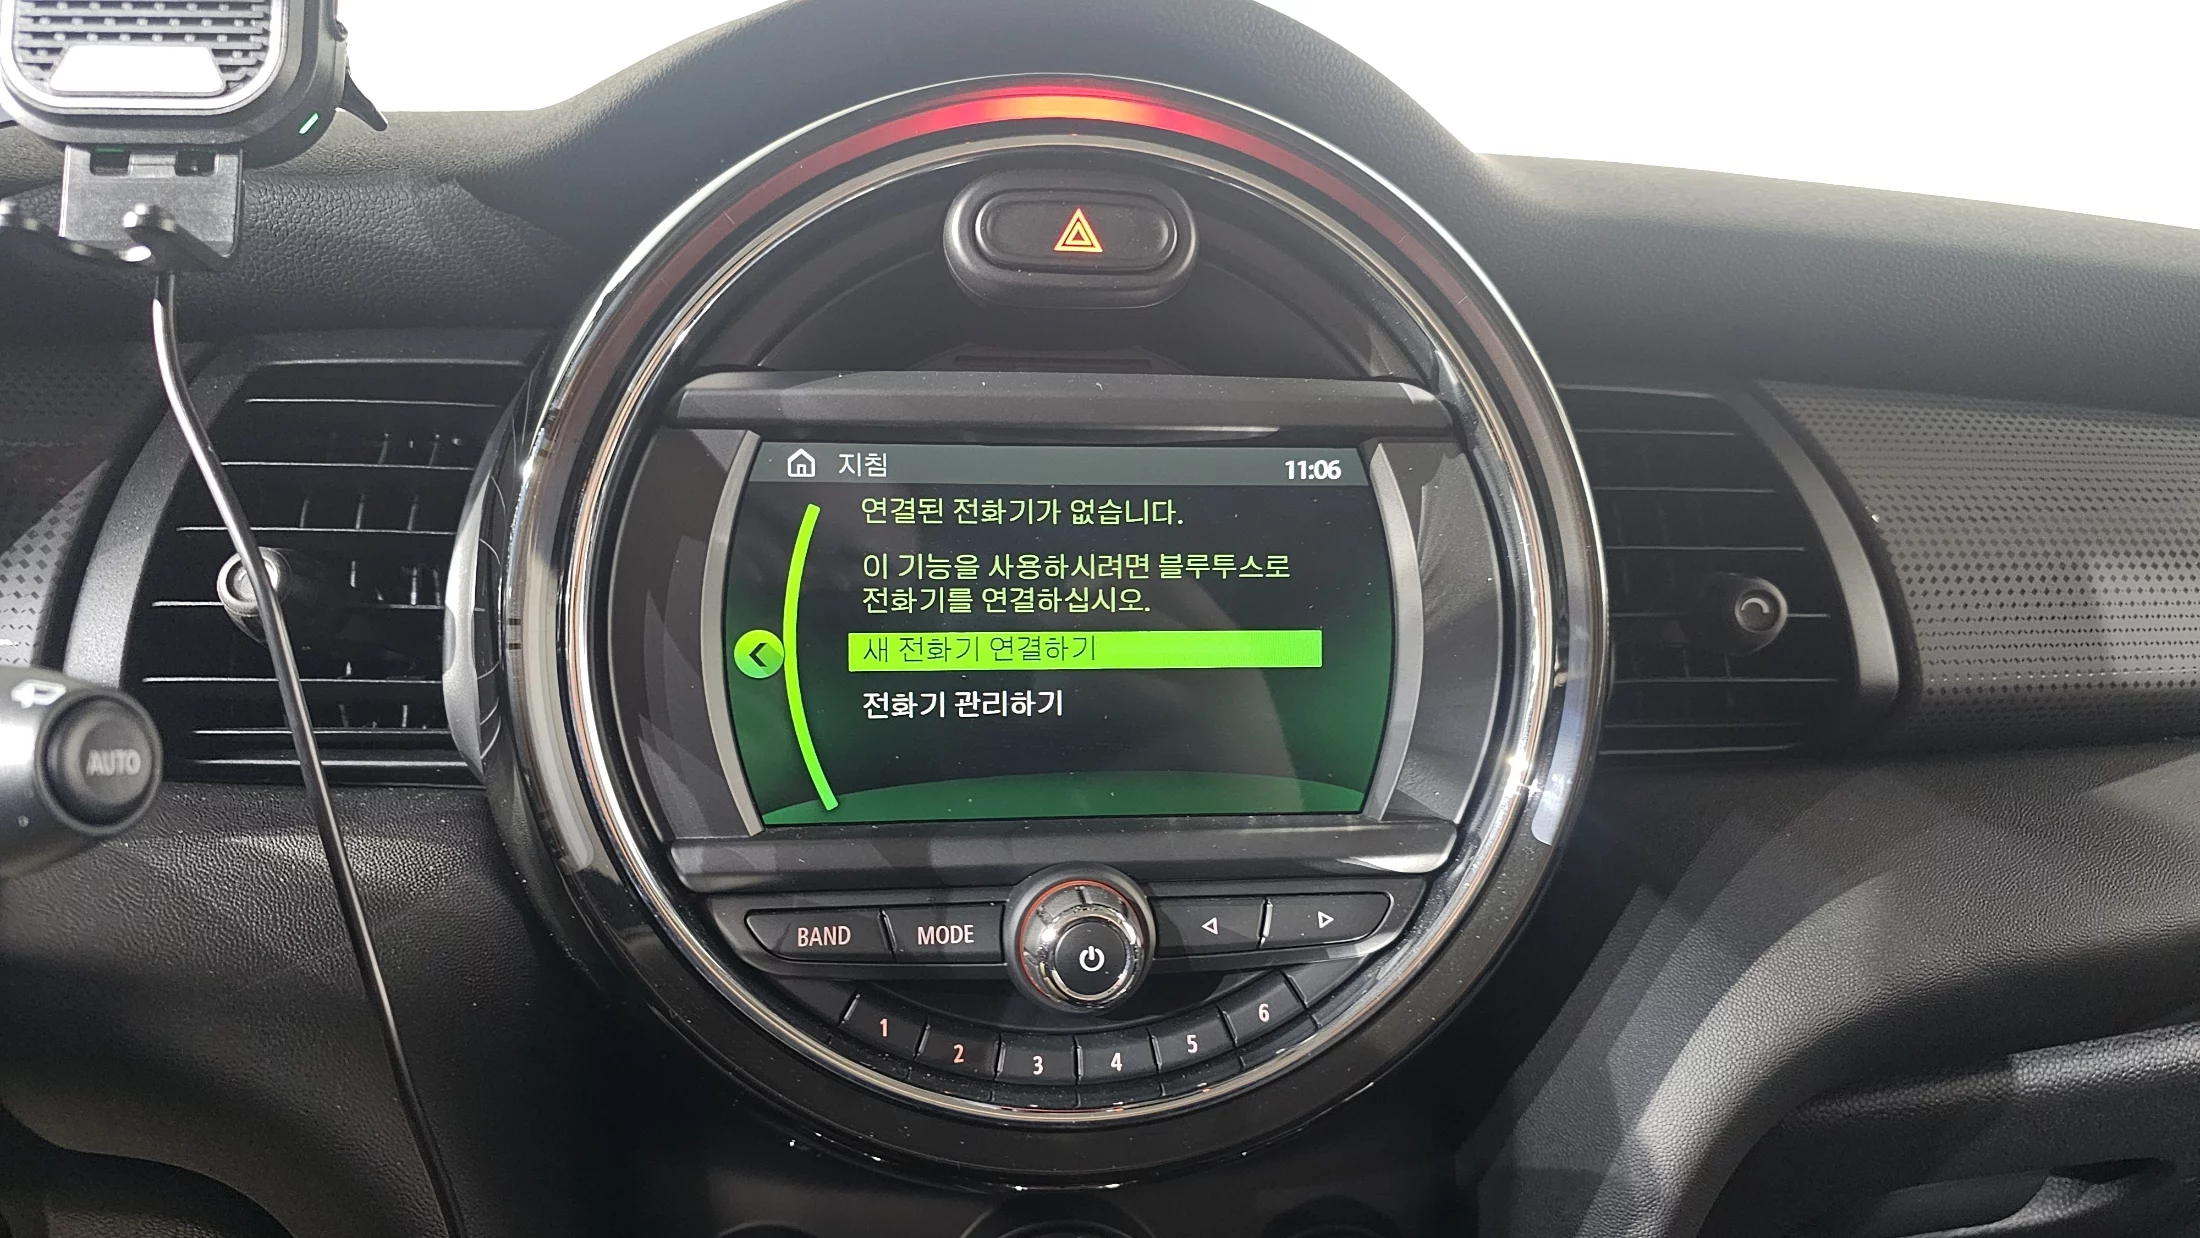 지침
11:06
연결된 전화기가 없습니다.
이 기능을 사용하시려면 블루투스로
전화기를 연결하십시오.
새 전화기 연결하기
전화기 관리하기
AUTO
BAND
MODE
1
2
3
4
5
6